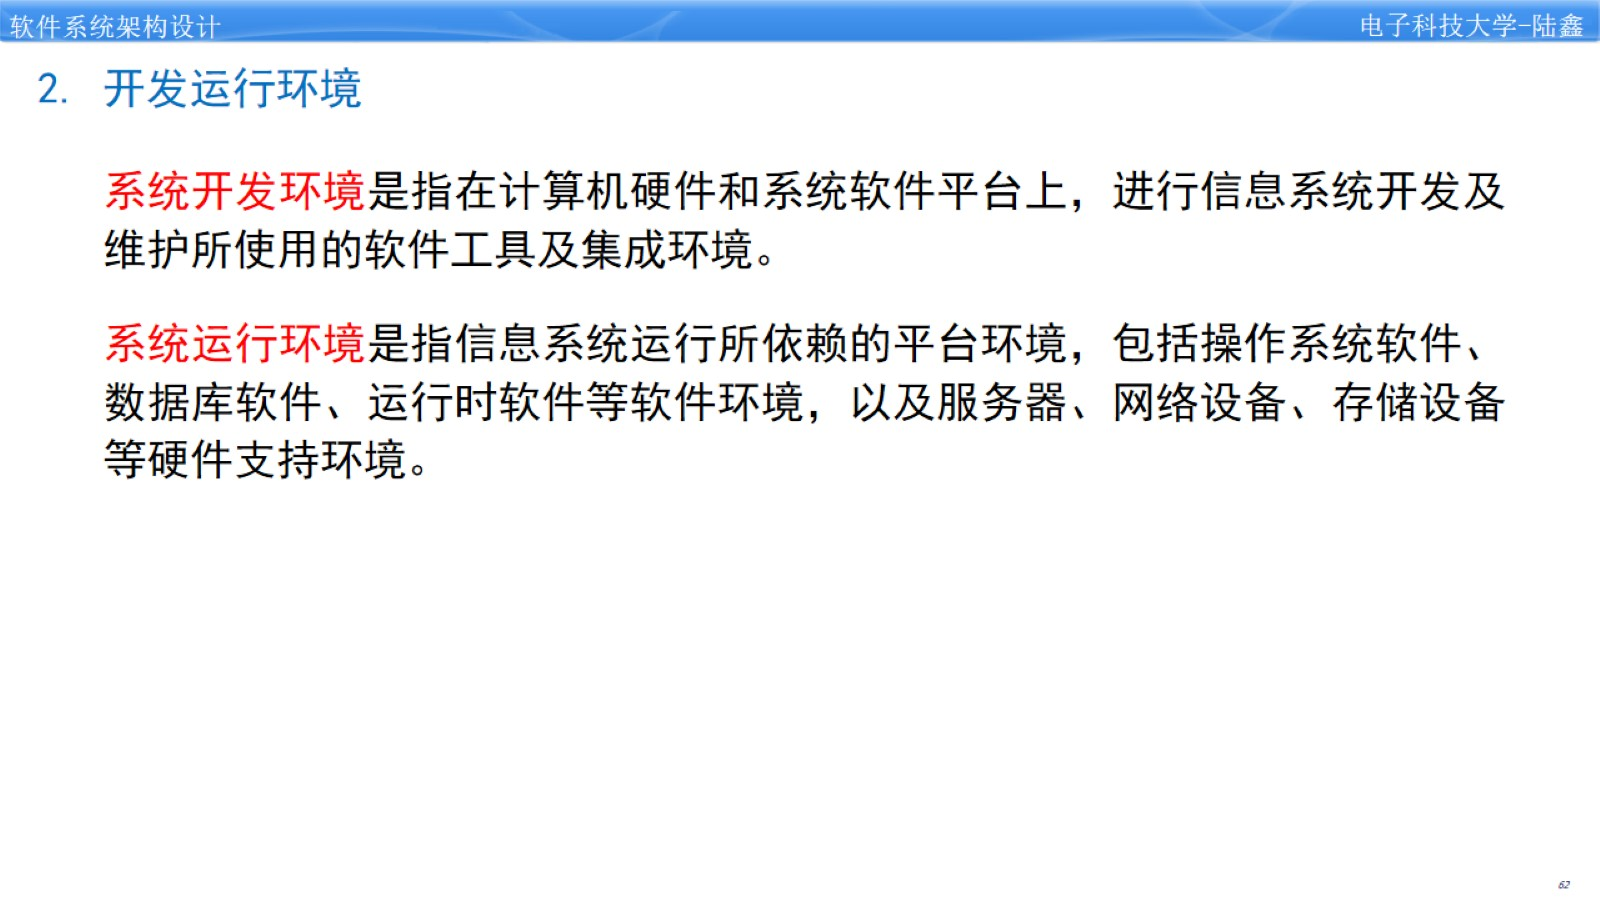 软件系统架构设计
电子科技大学-陆鑫
2. 开发运行环境
系统开发环境是指在计算机硬件和系统软件平台上，进行信息系统开发及
维护所使用的软件工具及集成环境。
系统运行环境是指信息系统运行所依赖的平台环境，包括操作系统软件、
数据库软件、运行时软件等软件环境，以及服务器、网络设备、存储设备
等硬件支持环境。
62